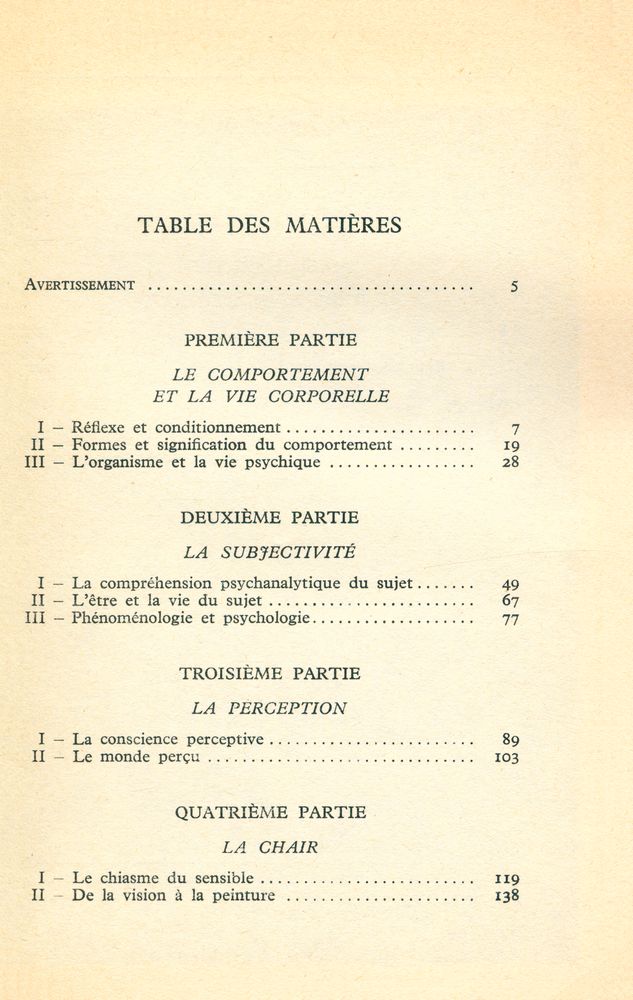 TABLE DES MATIÈRES
AVERTISSEMENT ...................................... 5
PREMIÈRE PARTIE
LE COMPORTEMENT
ET LA VIE CORPORELLE
I — Réflexe et conditionnement ...................... 7
II — Formes et signification du comportement ......... 19
III — L'organisme et la vie psychique ................. 28
DEUXIÈME PARTIE
LA SUBJECTIVITÉ
I — La compréhension psychanalytique du sujet ....... 49
II — L'être et la vie du sujet ........................ 67
III — Phénoménologie et psychologie ................... 77
TROISIÈME PARTIE
LA PERCEPTION
I — La conscience perceptive ........................ 89
II — Le monde perçu ............................... 103
QUATRIÈME PARTIE
LA CHAIR
I — Le chiasme du sensible ......................... 119
II — De la vision à la peinture ...................... 138